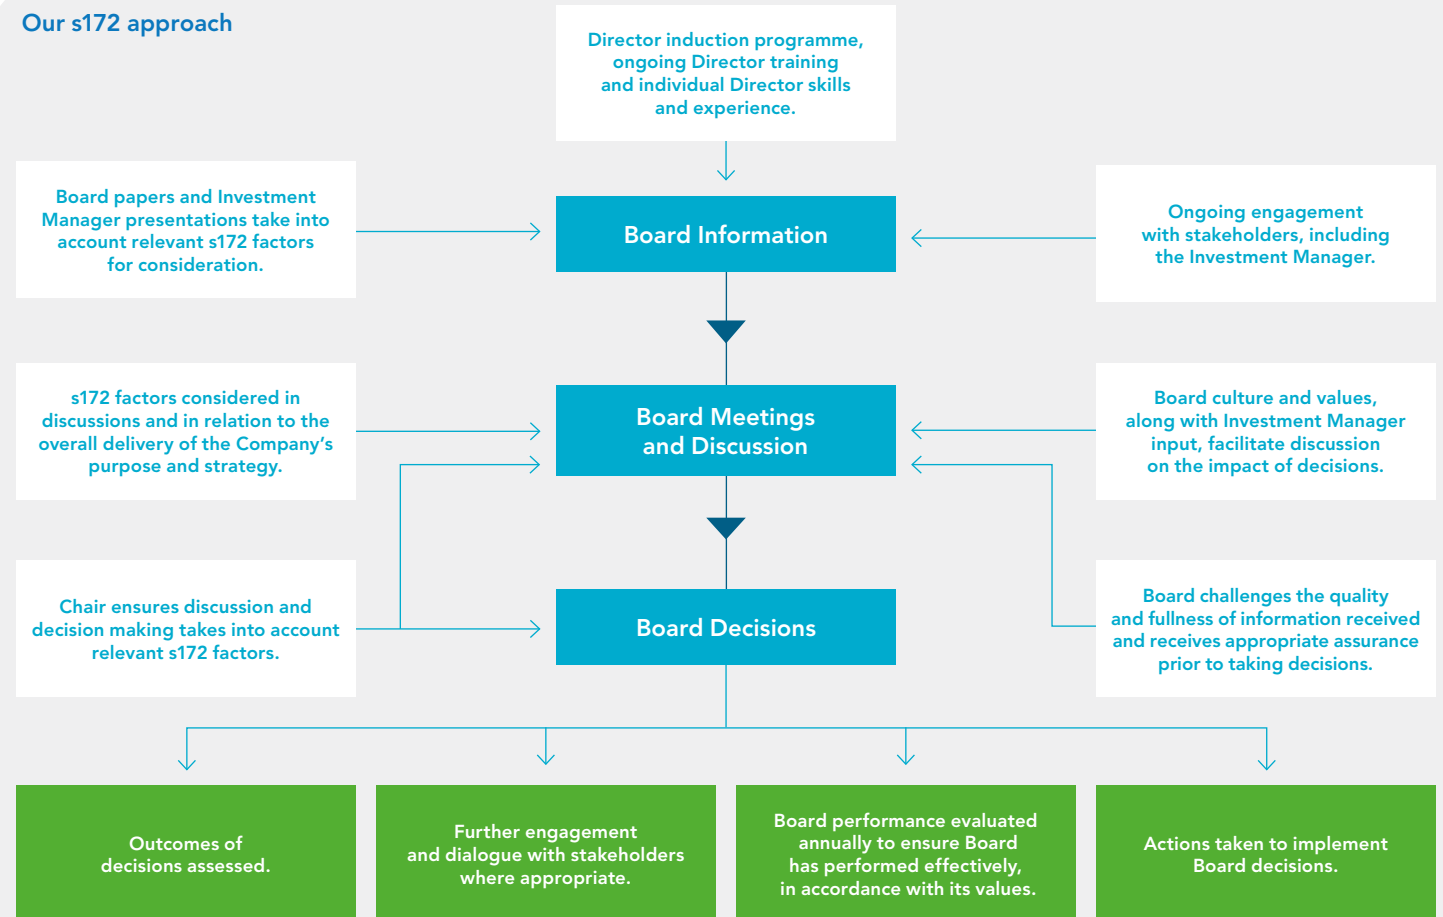 Our s172 approach
Director induction programme,
ongoing Director training
and individual Director skills
and experience.
Board papers and Investment
Manager presentations take into
account relevant s172 factors
for consideration.
Board Information
Ongoing engagement
with stakeholders, including
the Investment Manager.
s172 factors considered in
discussions and in relation to the
overall delivery of the Company’s
purpose and strategy.
Board Meetings
and Discussion
Board culture and values,
along with Investment Manager
input, facilitate discussion
on the impact of decisions.
Chair ensures discussion and
decision making takes into account
relevant s172 factors.
Board Decisions
Board challenges the quality
and fullness of information received
and receives appropriate assurance
prior to taking decisions.
Outcomes of
decisions assessed.
Further engagement
and dialogue with stakeholders
where appropriate.
Board performance evaluated
annually to ensure Board
has performed effectively,
in accordance with its values.
Actions taken to implement
Board decisions.